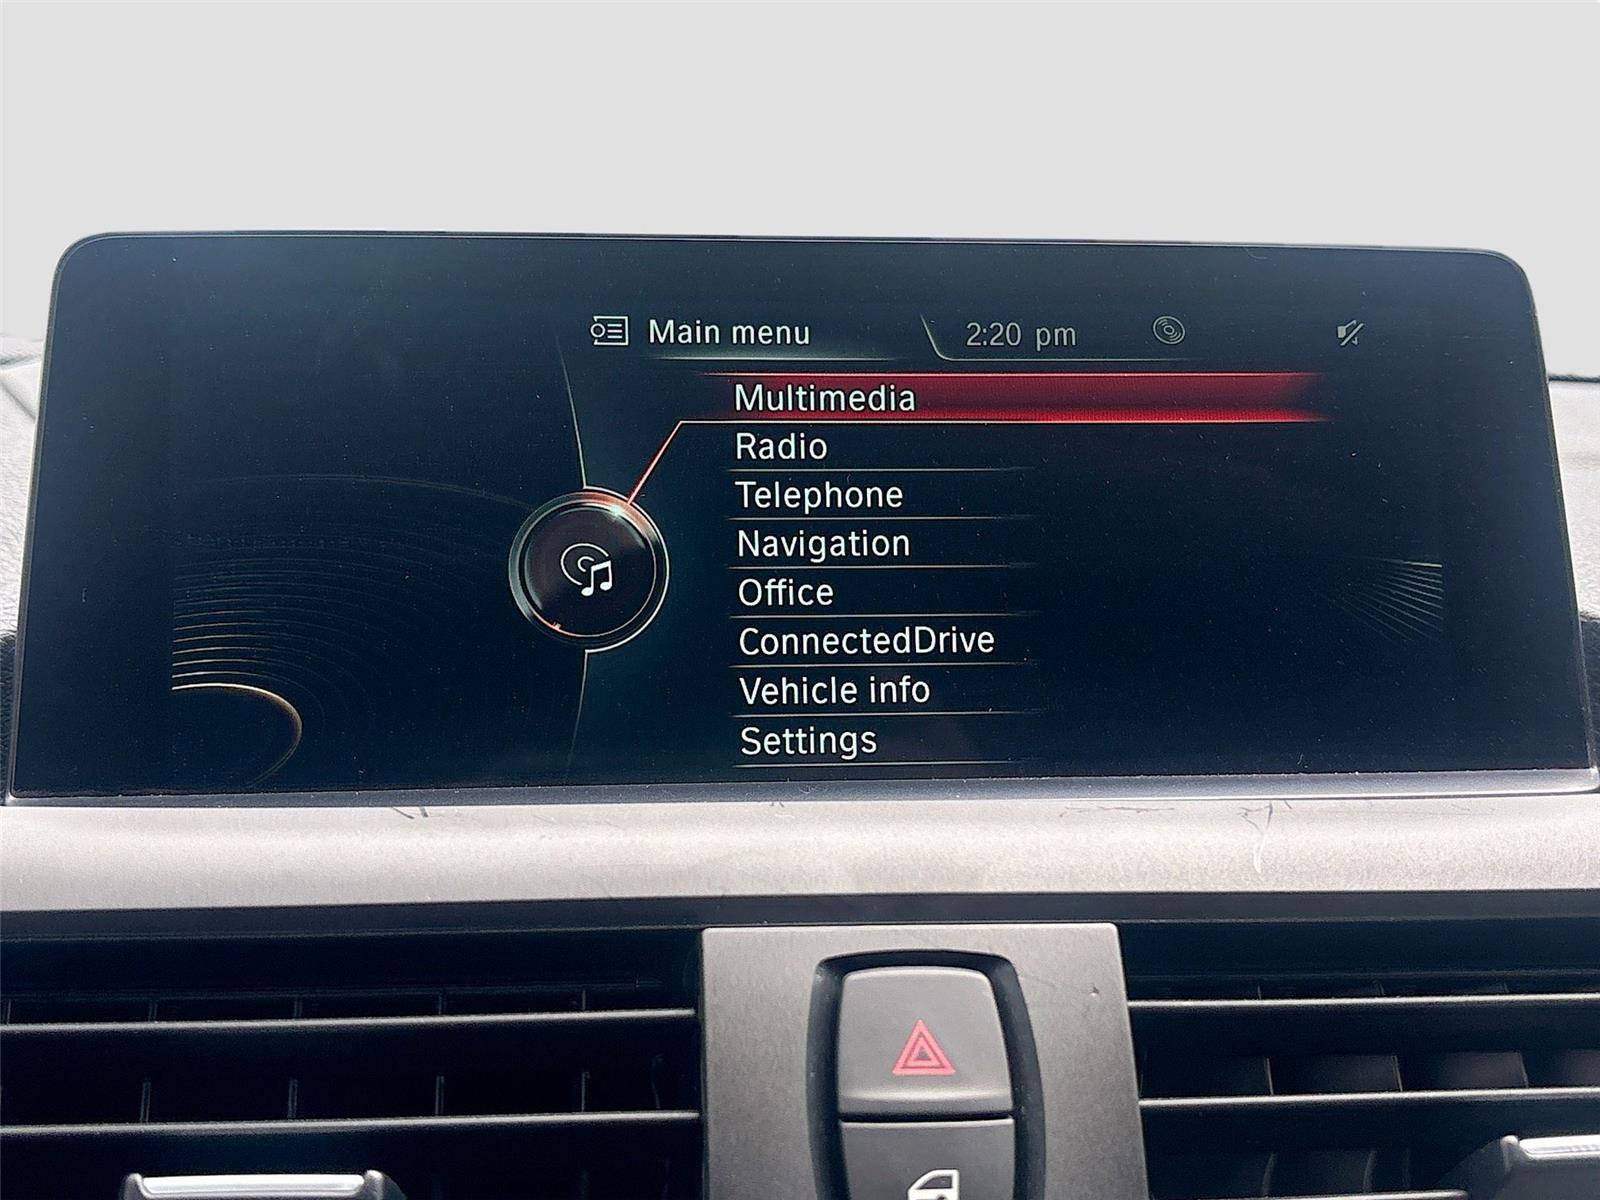 Main menu 2:20 pm
Multimedia
Radio
Telephone
Navigation
Office
ConnectedDrive
Vehicle info
Settings